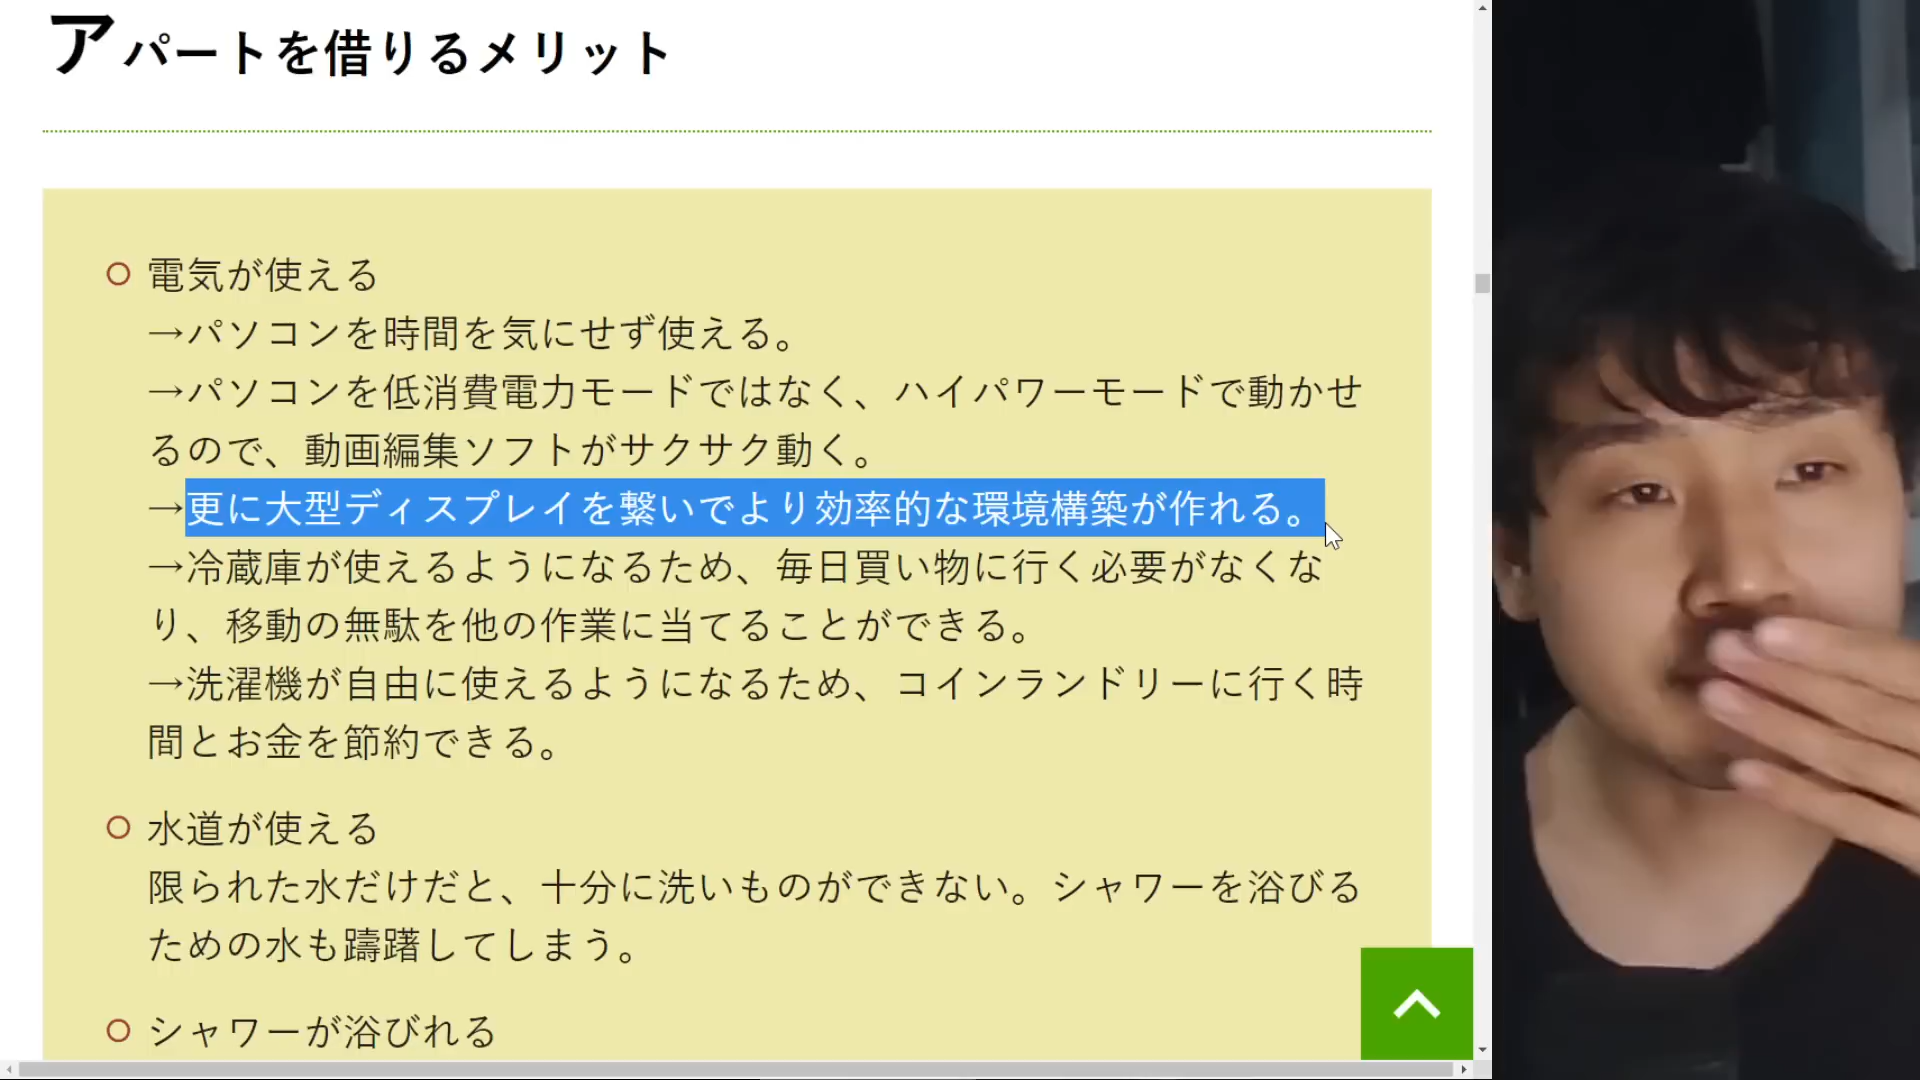 アパートを借りるメリット
電気が使える
→パソコンを時間を気にせず使える。
→パソコンを低消費電力モードではなく、ハイパワーモードで動かせ
るので、動画編集ソフトがサクサク動く。
→更に大型ディスプレイを繋いでより効率的な環境構築が作れる。
→冷蔵庫が使えるようになるため、毎日買い物に行く必要がなくな
り、移動の無駄を他の作業に当てることができる。
→洗濯機が自由に使えるようになるため、コインランドリーに行く時
間とお金を節約できる。
水道が使える
限られた水だけだと、十分に洗いものができない。シャワーを浴びる
ための水も躊躇してしまう。
シャワーが浴びれる